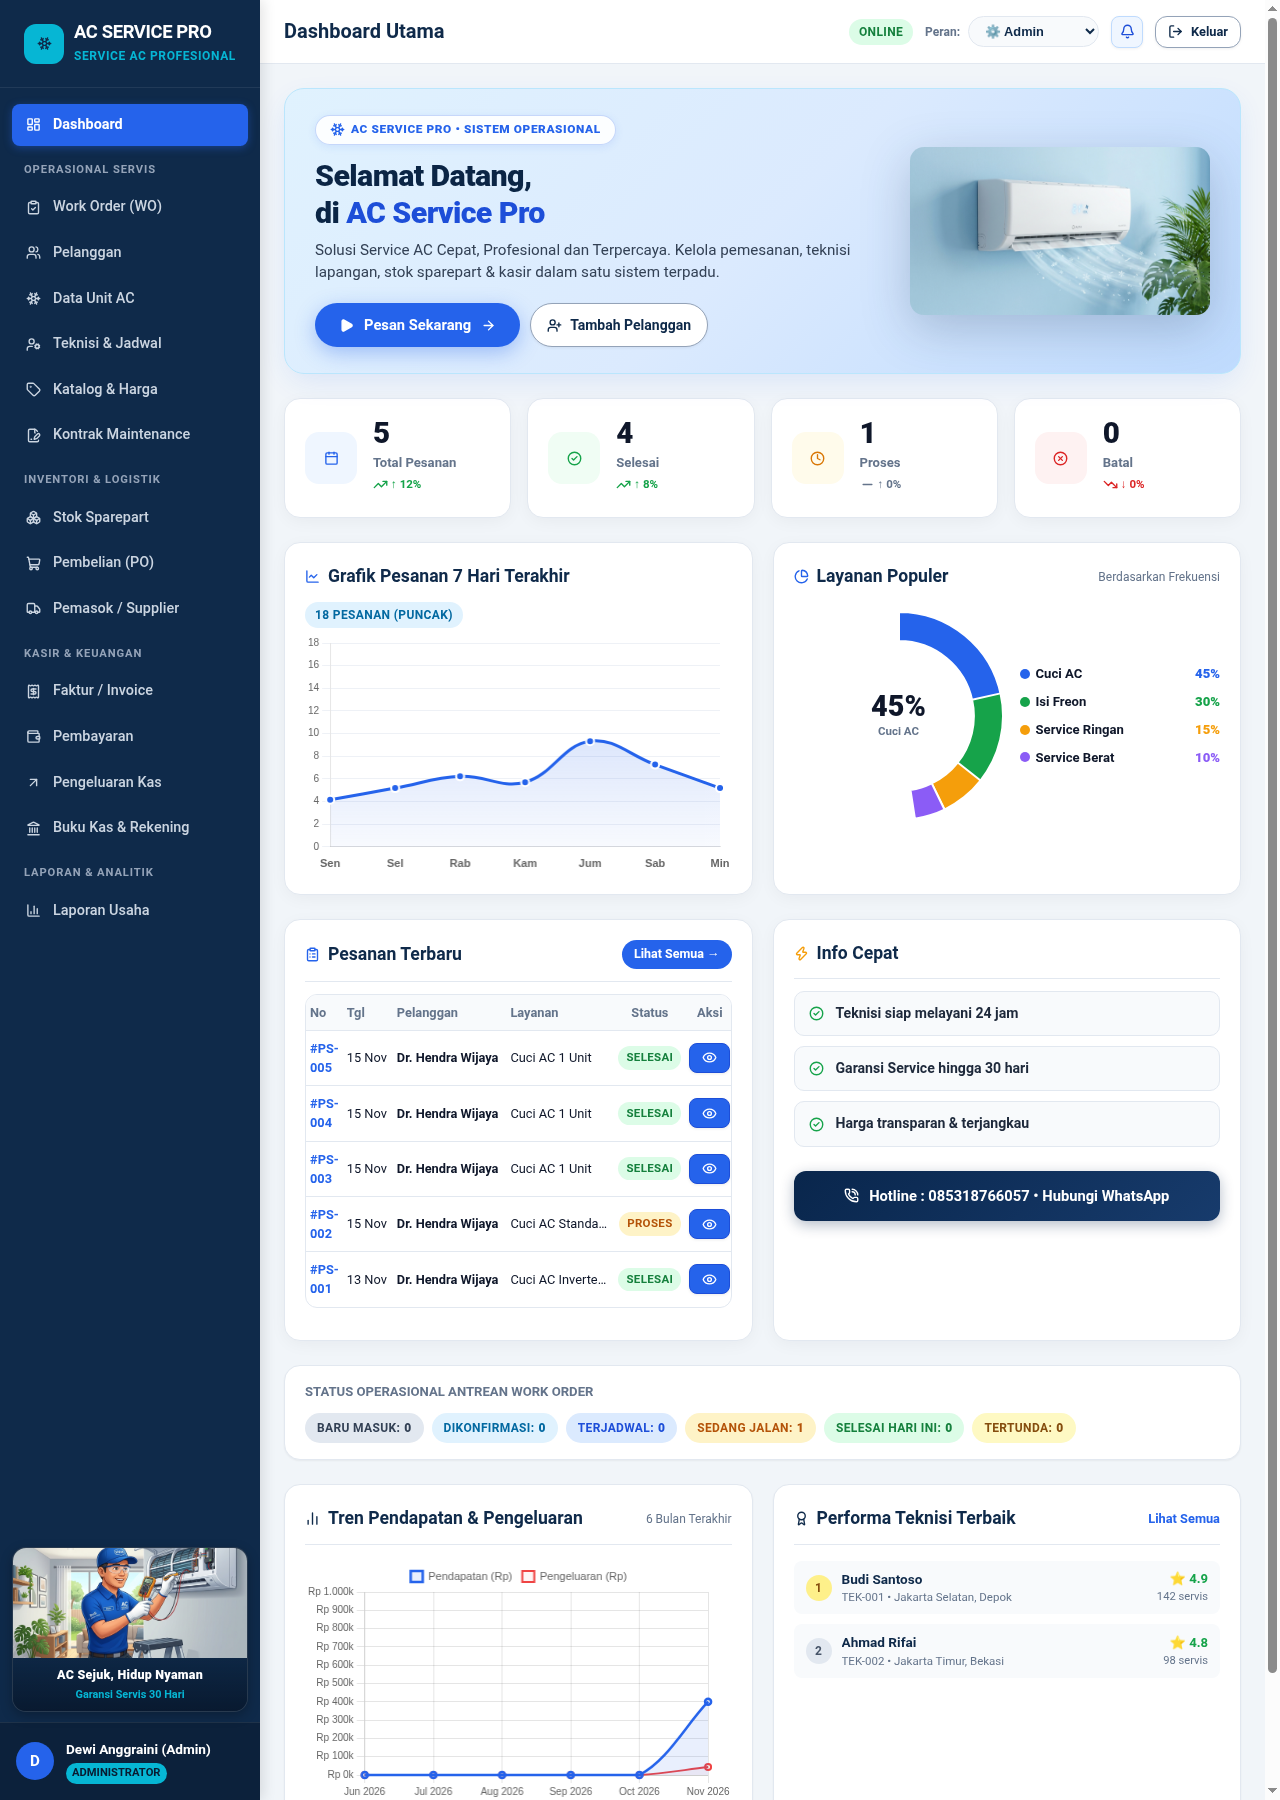 AC SERVICE PRO
SERVICE AC PROFESIONAL
Dashboard
OPERASIONAL SERVIS
Work Order (WO)
Pelanggan
Data Unit AC
Teknisi & Jadwal
Katalog & Harga
Kontrak Maintenance
INVENTORI & LOGISTIK
Stok Sparepart
Pembelian (PO)
Pemasok / Supplier
KASIR & KEUANGAN
Faktur / Invoice
Pembayaran
Pengeluaran Kas
Buku Kas & Rekening
LAPORAN & ANALITIK
Laporan Usaha
AC Sejuk, Hidup Nyaman
Garansi Servis 30 Hari
D
Dewi Anggraini (Admin)
ADMINISTRATOR
Dashboard Utama
ONLINE
Peran:
Admin
Keluar
AC SERVICE PRO • SISTEM OPERASIONAL
Selamat Datang,
di AC Service Pro
Solusi Service AC Cepat, Profesional dan Terpercaya. Kelola pemesanan, teknisi
lapangan, stok sparepart & kasir dalam satu sistem terpadu.
Pesan Sekarang →
Tambah Pelanggan
5
Total Pesanan
↑ 12%
4
Selesai
↑ 8%
1
Proses
↑ 0%
0
Batal
↓ 0%
Grafik Pesanan 7 Hari Terakhir
18 PESANAN (PUNCAK)
18
16
14
12
10
8
6
4
2
0
Sen Sel Rab Kam Jum Sab Min
Layanan Populer
Berdasarkan Frekuensi
45%
Cuci AC
Cuci AC 45%
Isi Freon 30%
Service Ringan 15%
Service Berat 10%
Pesanan Terbaru
Lihat Semua →
No Tgl Pelanggan Layanan Status Aksi
#PS-005 15 Nov Dr. Hendra Wijaya Cuci AC 1 Unit SELESAI
#PS-004 15 Nov Dr. Hendra Wijaya Cuci AC 1 Unit SELESAI
#PS-003 15 Nov Dr. Hendra Wijaya Cuci AC 1 Unit SELESAI
#PS-002 15 Nov Dr. Hendra Wijaya Cuci AC Standa... PROSES
#PS-001 13 Nov Dr. Hendra Wijaya Cuci AC Inverte... SELESAI
Info Cepat
Teknisi siap melayani 24 jam
Garansi Service hingga 30 hari
Harga transparan & terjangkau
Hotline : 085318766057 • Hubungi WhatsApp
STATUS OPERASIONAL ANTREAN WORK ORDER
BARU MASUK: 0
DIKONFIRMASI: 0
TERJADWAL: 0
SEDANG JALAN: 1
SELESAI HARI INI: 0
TERTUNDA: 0
Tren Pendapatan & Pengeluaran
6 Bulan Terakhir
Pendapatan (Rp) Pengeluaran (Rp)
Rp 1.000k
Rp 900k
Rp 800k
Rp 700k
Rp 600k
Rp 500k
Rp 400k
Rp 300k
Rp 200k
Rp 100k
Rp 0k
Jun 2026 Jul 2026 Aug 2026 Sep 2026 Oct 2026 Nov 2026
Performa Teknisi Terbaik
Lihat Semua
1
Budi Santoso
TEK-001 • Jakarta Selatan, Depok
⭐ 4.9
142 servis
2
Ahmad Rifai
TEK-002 • Jakarta Timur, Bekasi
⭐ 4.8
98 servis